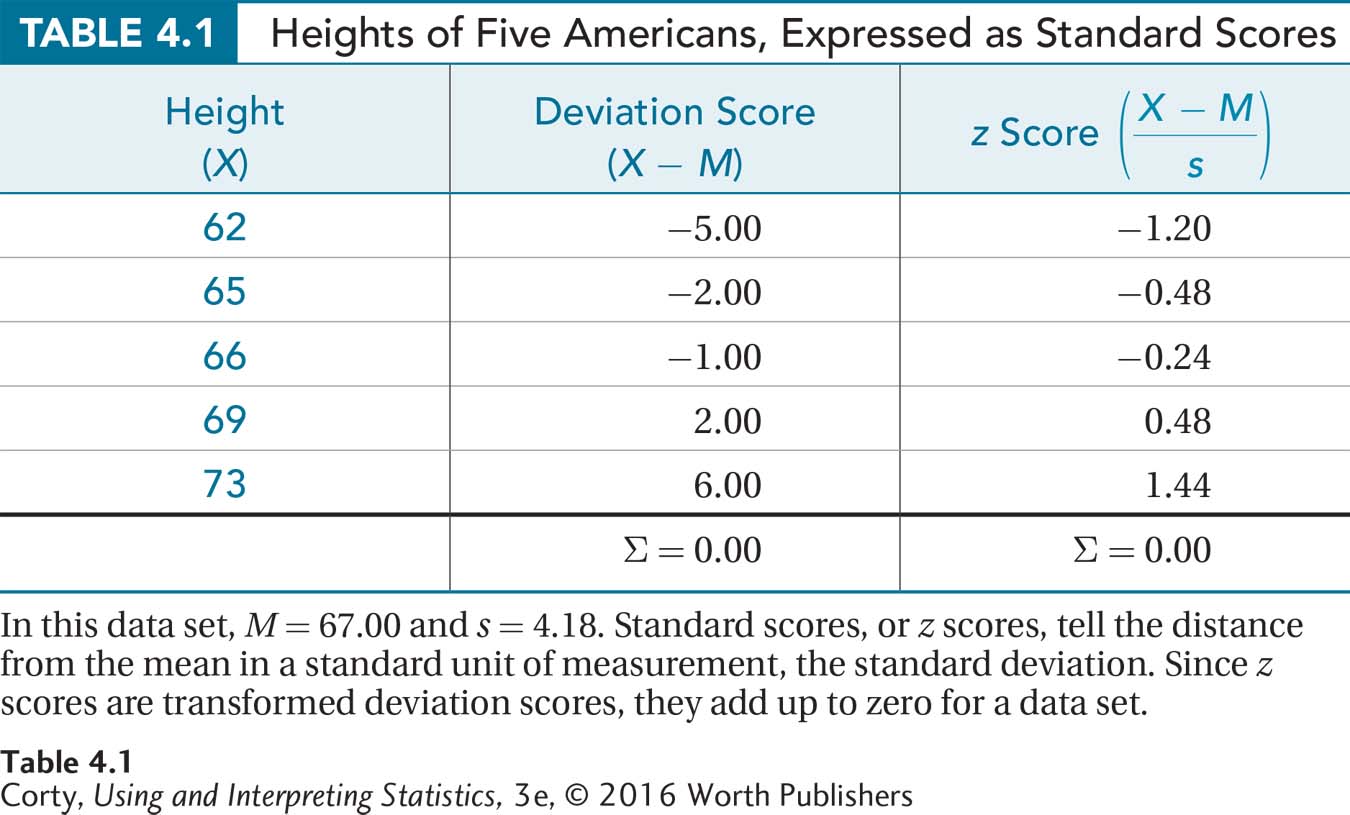 TABLE 4.1 Heights of Five Americans, Expressed as Standard Scores
Height (X) Deviation Score (X − M) z Score (X − M / s)
62 −5.00 −1.20
65 −2.00 −0.48
66 −1.00 −0.24
69 2.00 0.48
73 6.00 1.44
Σ = 0.00 Σ = 0.00
In this data set, M = 67.00 and s = 4.18. Standard scores, or z scores, tell the distance
from the mean in a standard unit of measurement, the standard deviation. Since z
scores are transformed deviation scores, they add up to zero for a data set.
Table 4.1
Corty, Using and Interpreting Statistics, 3e, © 2016 Worth Publishers